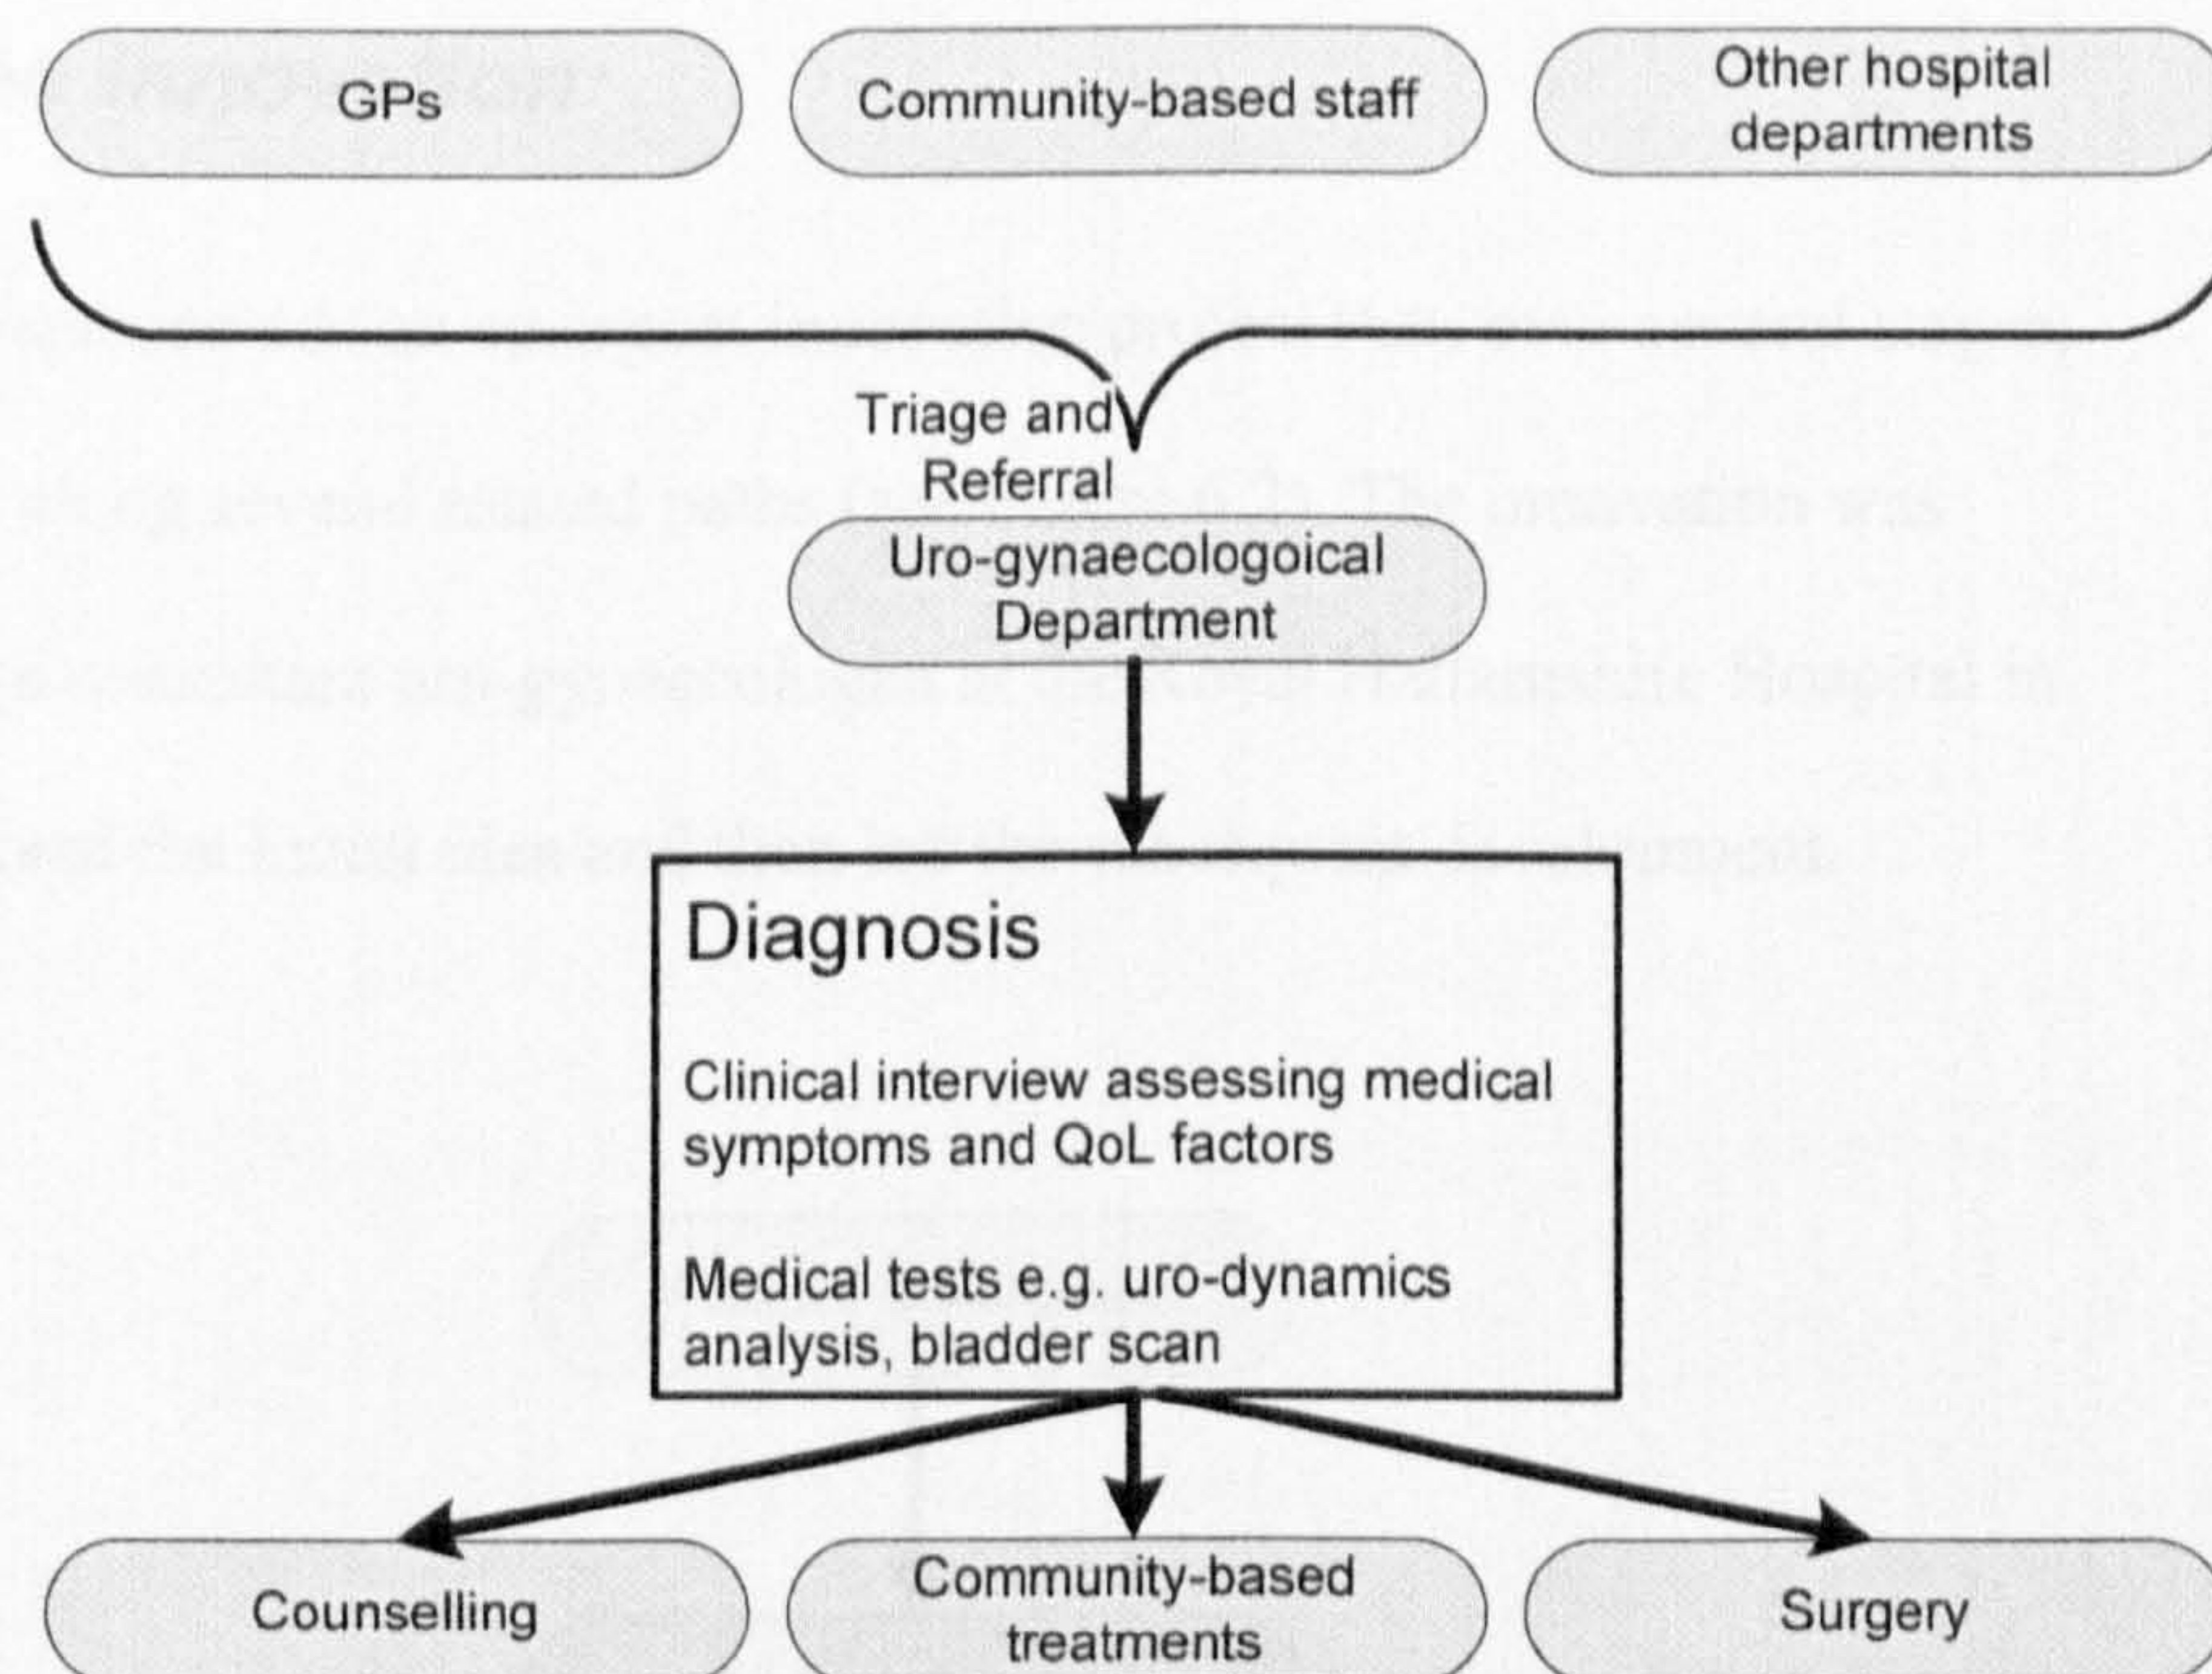 GPs
Community-based staff
Other hospital
departments
Triage and
Referral
Uro-gynaecologoical
Department
Diagnosis
Clinical interview assessing medical
symptoms and QoL factors
Medical tests e.g. uro-dynamics
analysis, bladder scan
Counselling
Community-based
treatments
Surgery